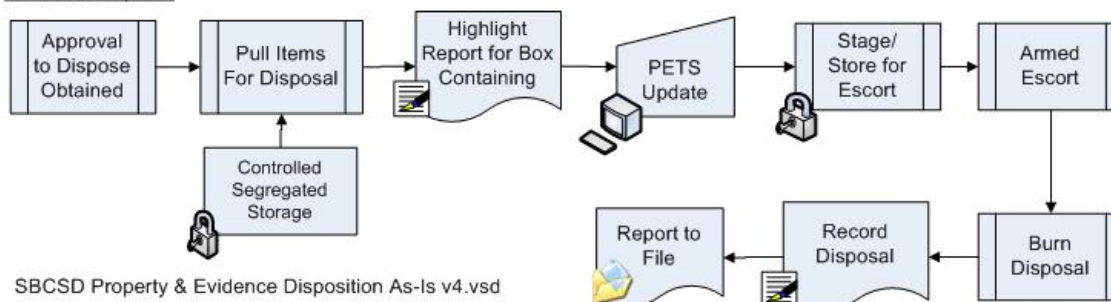 Approval
to Dispose
Obtained
Pull Items
For Disposal
Highlight
Report for Box
Containing
PETS
Update
Stage/
Store for
Escort
Armed
Escort
Controlled
Segregated
Storage
Burn
Disposal
Record
Disposal
Report to
File
SBCSD Property & Evidence Disposition As-Is v4.vsd